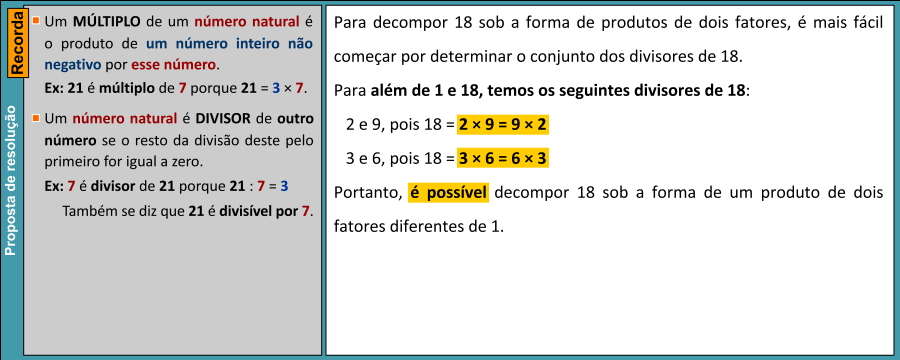 Recorda
Proposta de resolução
Um MÚLTIPLO de um número natural é
o produto de um número inteiro não
negativo por esse número.
Ex: 21 é múltiplo de 7 porque 21 = 3 × 7.
Um número natural é DIVISOR de outro
número se o resto da divisão deste pelo
primeiro for igual a zero.
Ex: 7 é divisor de 21 porque 21 : 7 = 3
Também se diz que 21 é divisível por 7.
Para decompor 18 sob a forma de produtos de dois fatores, é mais fácil
começar por determinar o conjunto dos divisores de 18.
Para além de 1 e 18, temos os seguintes divisores de 18:
2 e 9, pois 18 = 2 × 9 = 9 × 2
3 e 6, pois 18 = 3 × 6 = 6 × 3
Portanto, é possível decompor 18 sob a forma de um produto de dois
fatores diferentes de 1.